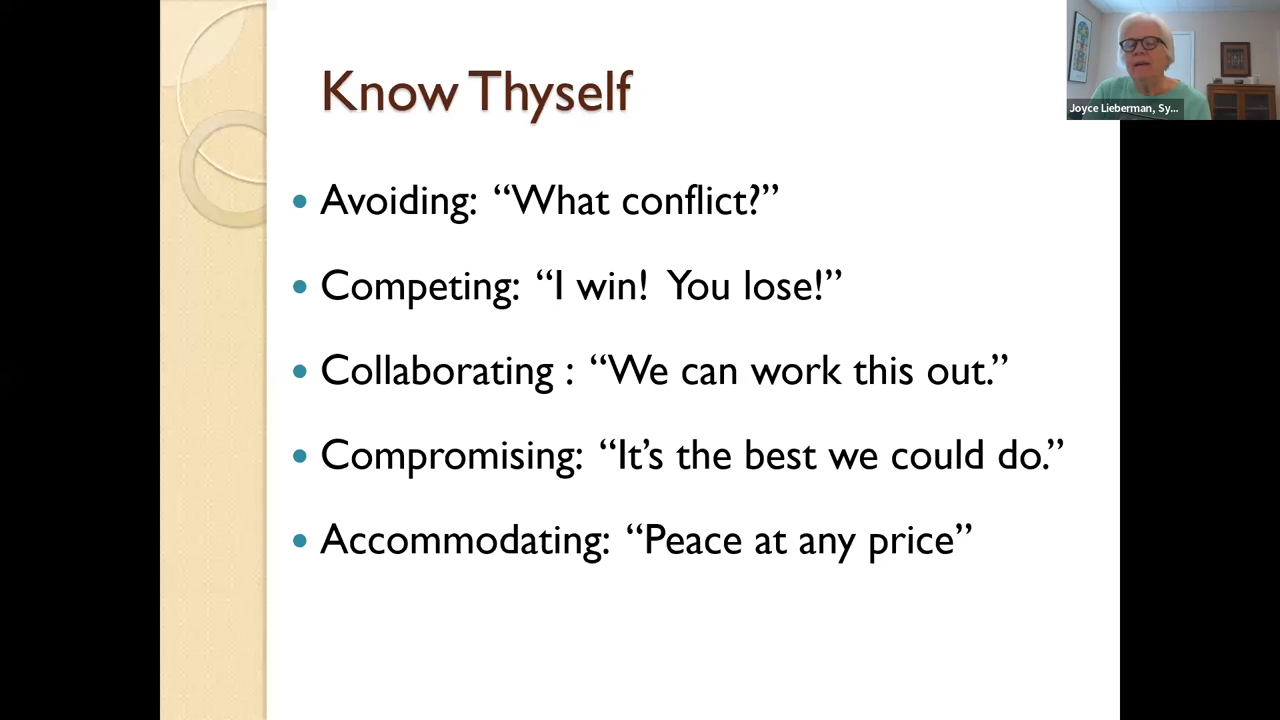 Know Thyself
Avoiding: “What conflict?”
Competing: “I win!  You lose!”
Collaborating : “We can work this out.”
Compromising: “It’s the best we could do.”
Accommodating: “Peace at any price”
Joyce Lieberman, Sy...